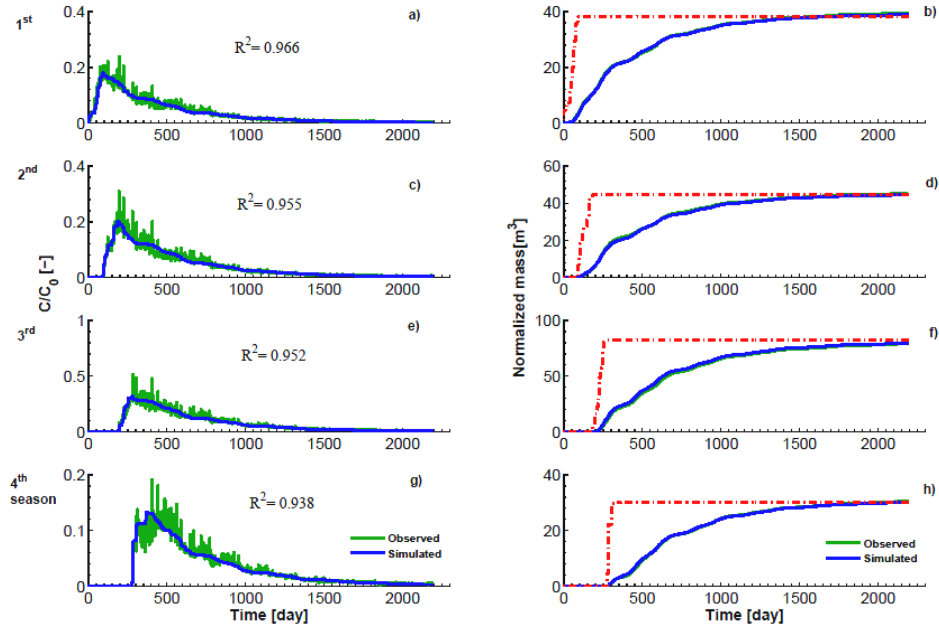 1st
a)
R2= 0.966
0.4
0.2
0
0 500 1000 1500 2000
b)
40
20
0
0 500 1000 1500 2000
2nd
c)
R2= 0.955
0.4
0.2
0
0 500 1000 1500 2000
d)
60
40
20
0
0 500 1000 1500 2000
C/C0 [−]
Normalized mass[m3]
3rd
e)
R2= 0.952
1
0.5
0
0 500 1000 1500 2000
f)
100
50
0
0 500 1000 1500 2000
4th
season
g)
R2= 0.938
0.2
0.1
0
Observed
Simulated
0 500 1000 1500 2000
Time [day]
h)
40
20
0
Observed
Simulated
0 500 1000 1500 2000
Time [day]